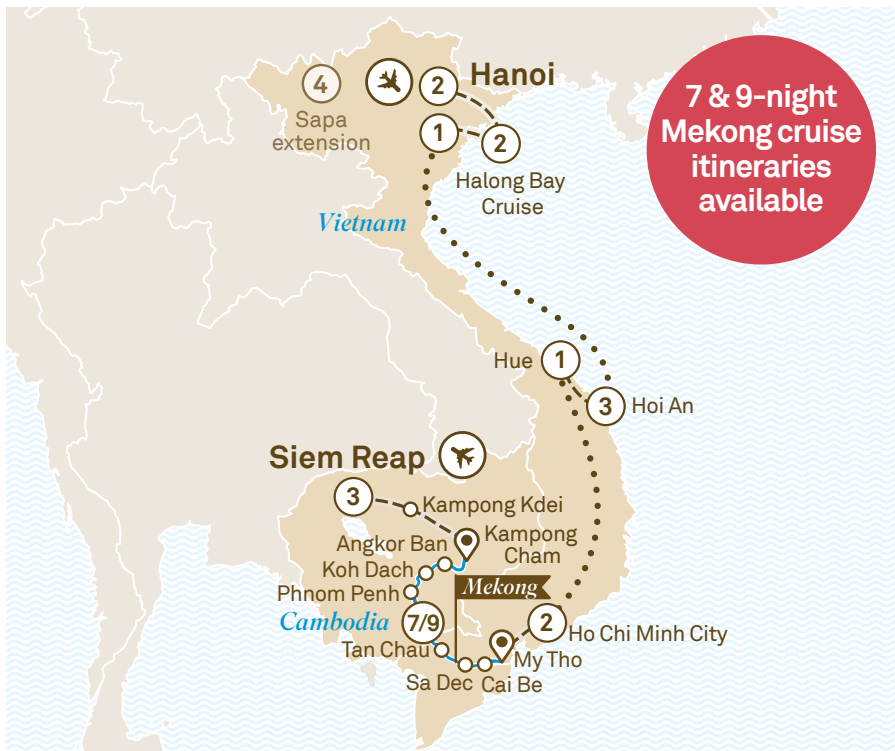 7 & 9-night
Mekong cruise
itineraries
available
Hanoi
2
4
Sapa
extension
1
2
Halong Bay
Cruise
Vietnam
Hue
1
3
Hoi An
Siem Reap
3
Kampong Kdei
Angkor Ban
Kampong
Cham
Koh Dach
Phnom Penh
Mekong
Cambodia
7/9
2
Ho Chi Minh City
Tan Chau
My Tho
Sa Dec
Cai Be